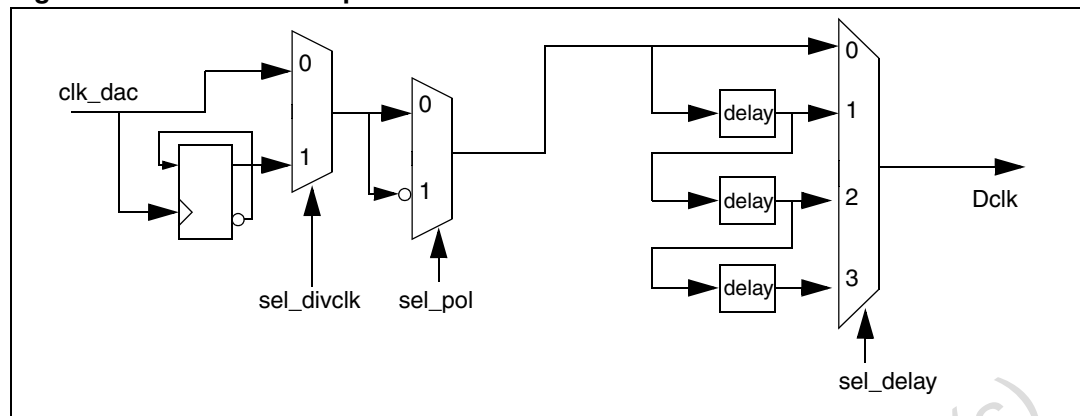 clk_dac
0
1
sel_divclk
0
1
sel_pol
delay
delay
delay
0
1
2
3
sel_delay
Dclk